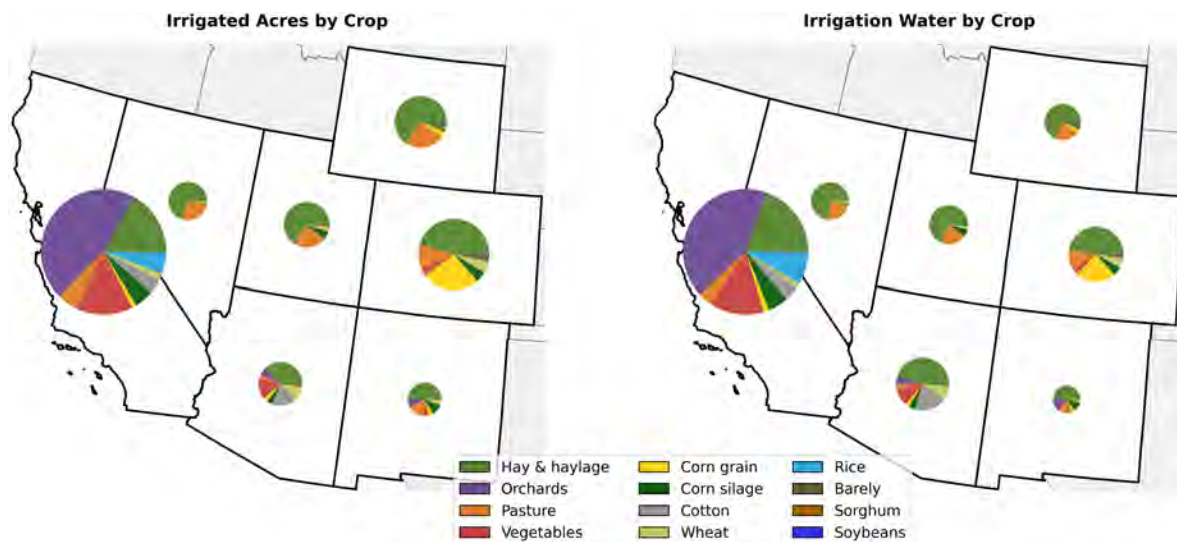 Irrigated Acres by Crop
Irrigation Water by Crop
Hay & haylage
Orchards
Pasture
Vegetables
Corn grain
Corn silage
Cotton
Wheat
Rice
Barely
Sorghum
Soybeans